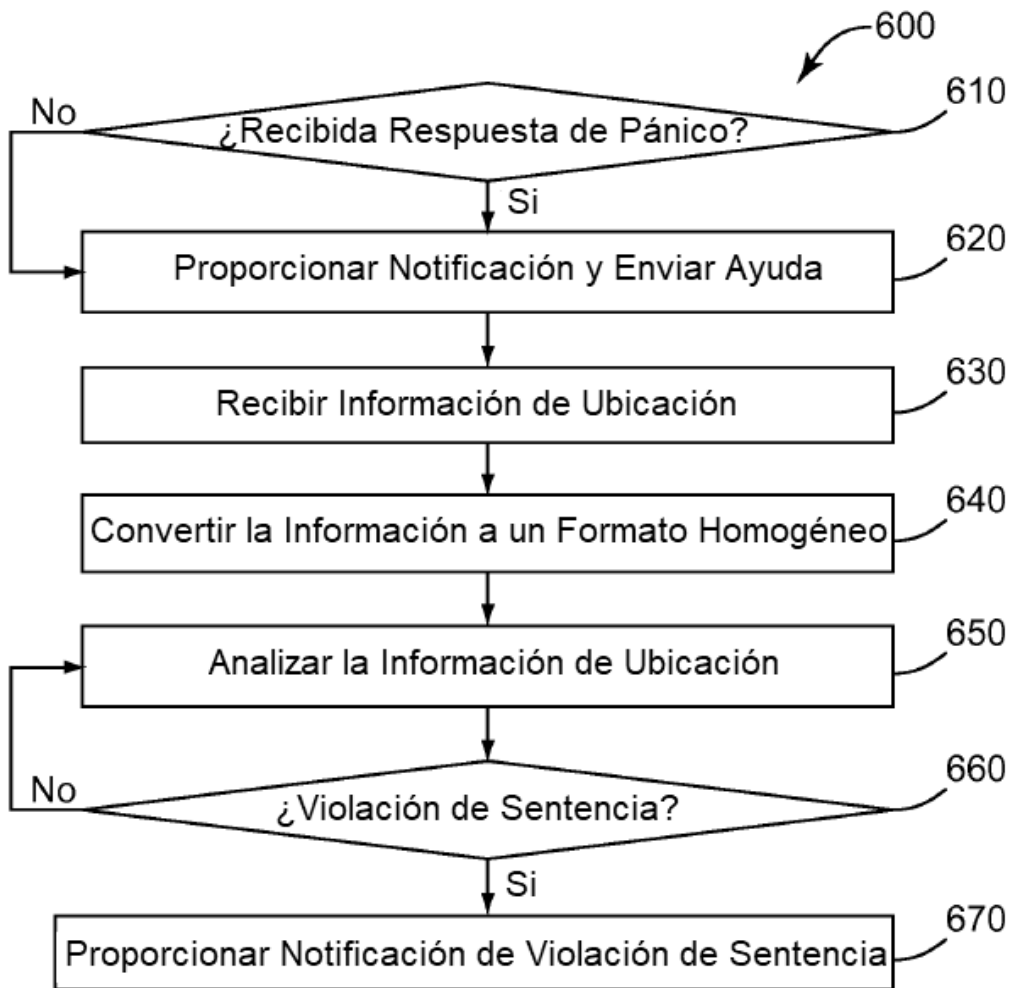 600
610
No
¿Recibida Respuesta de Pánico?
Si
620
Proporcionar Notificación y Enviar Ayuda
630
Recibir Información de Ubicación
640
Convertir la Información a un Formato Homogéneo
650
Analizar la Información de Ubicación
660
No
¿Violación de Sentencia?
Si
670
Proporcionar Notificación de Violación de Sentencia